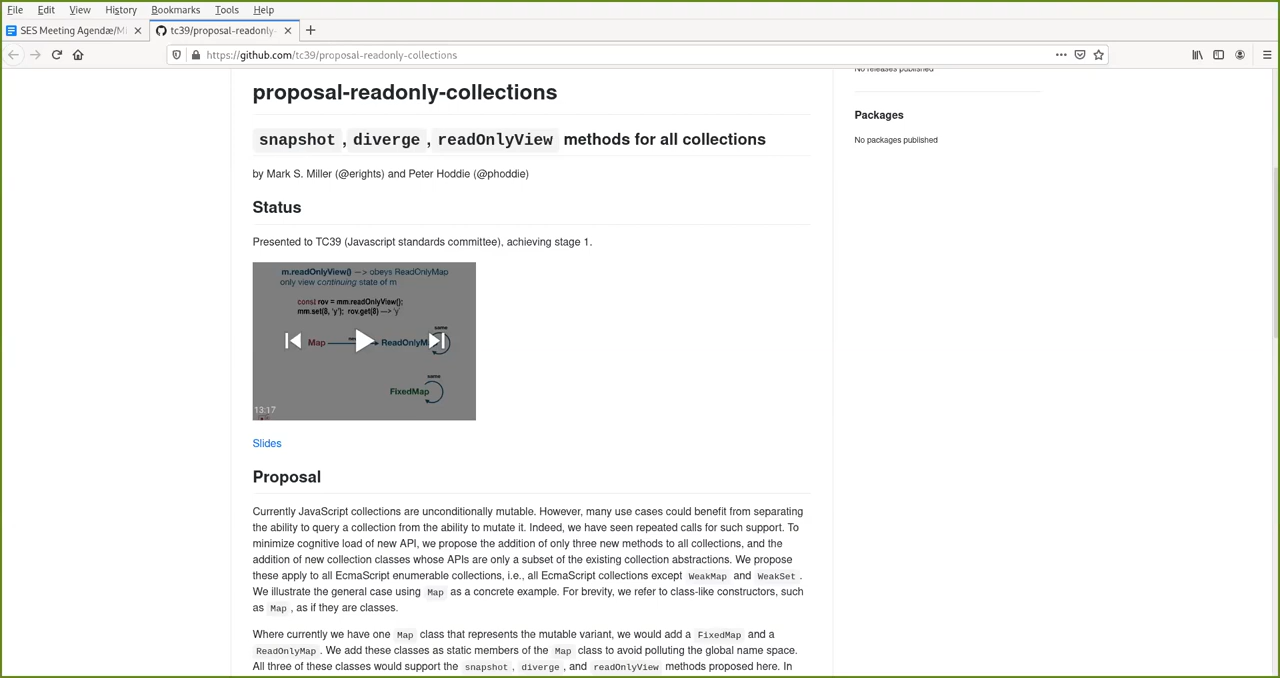 File Edit View History Bookmarks Tools Help
SES Meeting Agendæ/Mi
tc39/proposal-readonly-
https://github.com/tc39/proposal-readonly-collections
No releases published
proposal-readonly-collections
Packages
snapshot, diverge, readOnlyView methods for all collections
No packages published
by Mark S. Miller (@erights) and Peter Hoddie (@phoddie)
Status
Presented to TC39 (Javascript standards committee), achieving stage 1.
m.readOnlyView() —> obeys ReadOnlyMap
only view continuing state of m
const rov = mm.readOnlyView();
mm.set(8, 'y'); rov.get(8) —> 'y'
same
Map ReadOnlyM
same
FixedMap
13:17
Slides
Proposal
Currently JavaScript collections are unconditionally mutable. However, many use cases could benefit from separating
the ability to query a collection from the ability to mutate it. Indeed, we have seen repeated calls for such support. To
minimize cognitive load of new API, we propose the addition of only three new methods to all collections, and the
addition of new collection classes whose APIs are only a subset of the existing collection abstractions. We propose
these apply to all EcmaScript enumerable collections, i.e., all EcmaScript collections except WeakMap and WeakSet.
We illustrate the general case using Map as a concrete example. For brevity, we refer to class-like constructors, such
as Map, as if they are classes.
Where currently we have one Map class that represents the mutable variant, we would add a FixedMap and a
ReadOnlyMap. We add these classes as static members of the Map class to avoid polluting the global name space.
All three of these classes would support the snapshot, diverge, and readOnlyView methods proposed here. In